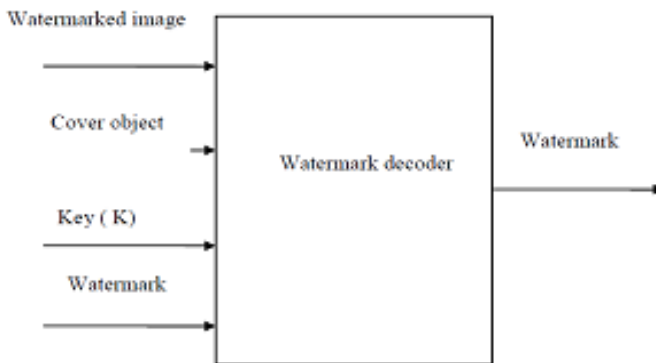 Watermarked image
Cover object
Watermark
Watermark decoder
Key ( K)
Watermark